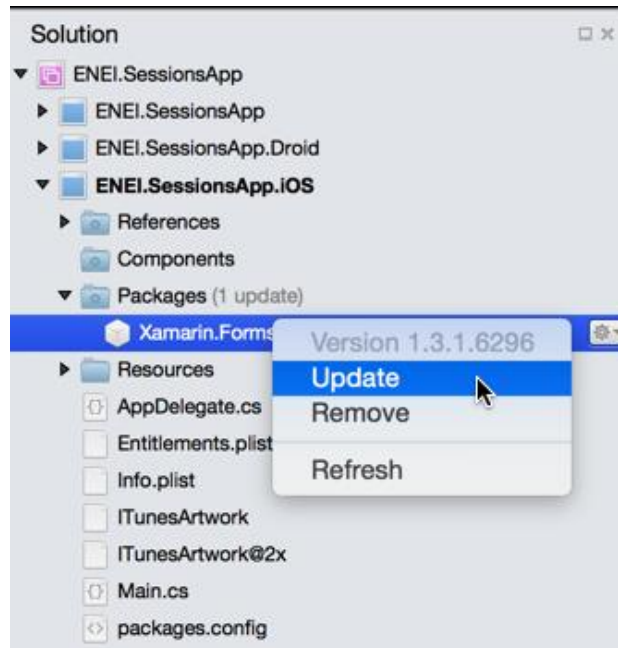 Solution
ENEI.SessionsApp
ENEI.SessionsApp
ENEI.SessionsApp.Droid
ENEI.SessionsApp.iOS
References
Components
Packages (1 update)
Xamarin.Forms
Version 1.3.1.6296
Resources
Update
AppDelegate.cs
Remove
Entitlements.plist
Info.plist
Refresh
ITunesArtwork
ITunesArtwork@2x
Main.cs
packages.config